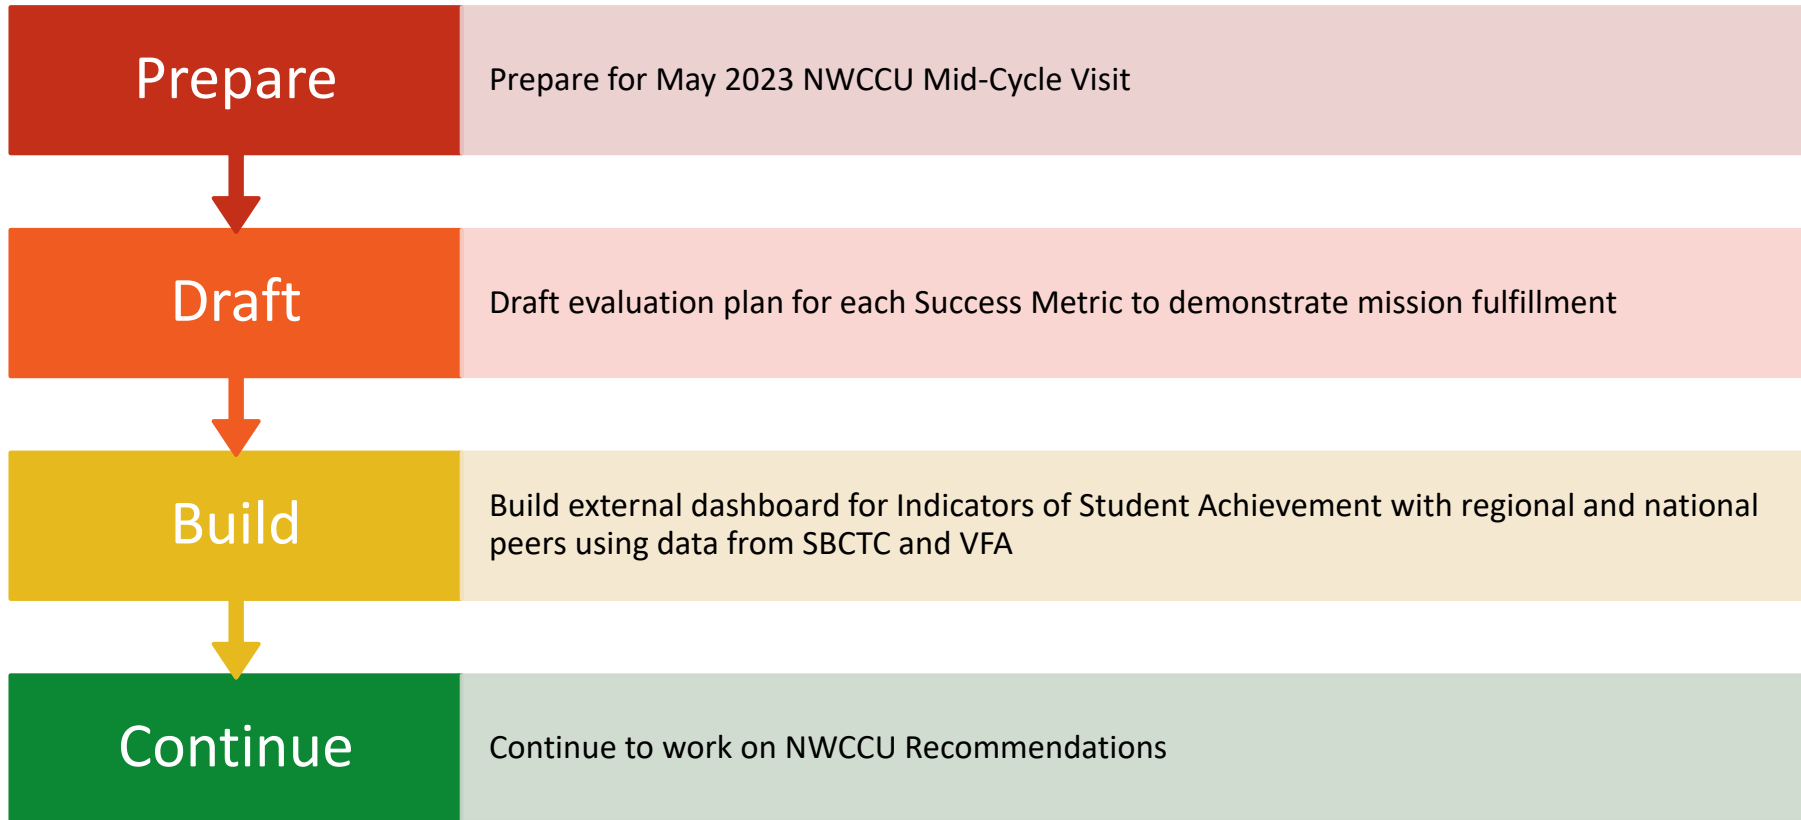 Prepare
Prepare for May 2023 NWCCU Mid-Cycle Visit
Draft
Draft evaluation plan for each Success Metric to demonstrate mission fulfillment
Build
Build external dashboard for Indicators of Student Achievement with regional and national
peers using data from SBCTC and VFA
Continue
Continue to work on NWCCU Recommendations